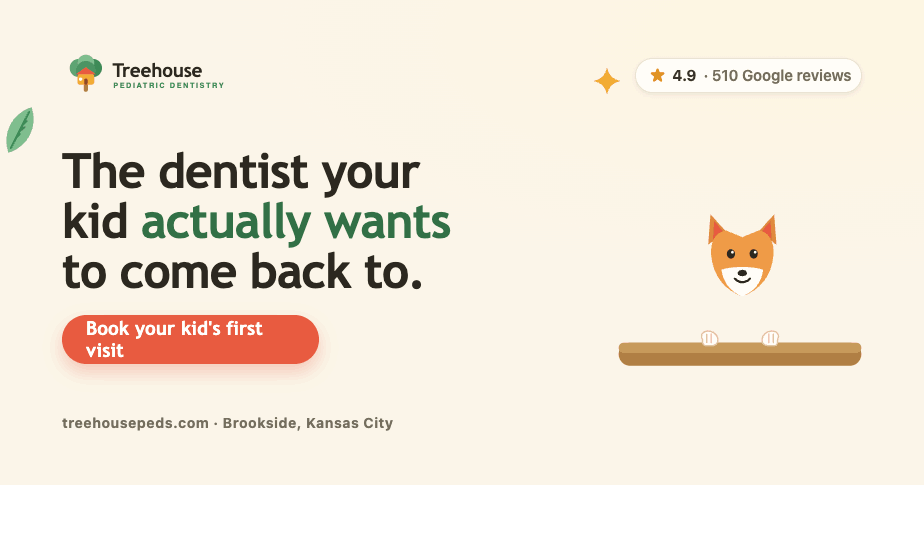 Treehouse
PEDIATRIC DENTISTRY
4.9 · 510 Google reviews
The dentist your
kid actually wants
to come back to.
Book your kid's first
visit
treehousepeds.com · Brookside, Kansas City